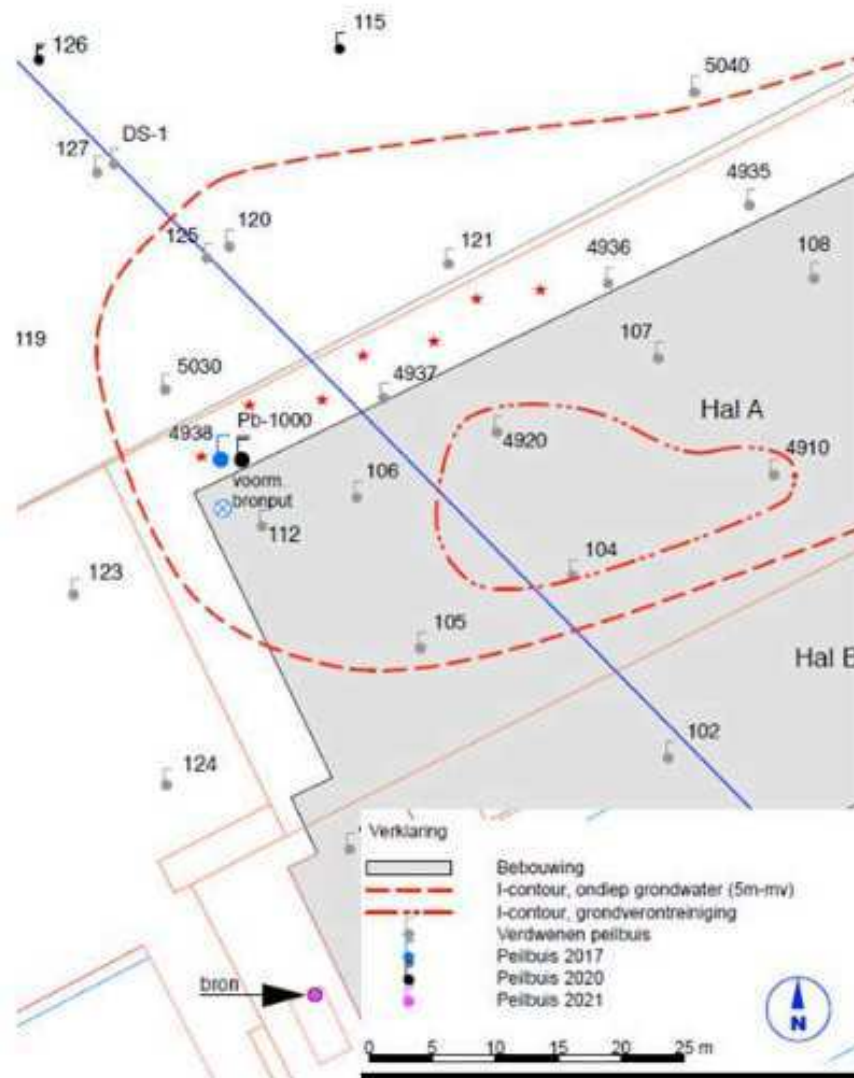 126
115
5040
127
DS-1
4935
120
125
121
4936
108
119
107
5030
4937
Hal A
Pb-1000
4938
4920
4910
voorm.
bronput
106
112
104
123
105
Hal B
102
124
Verklaring
Bebouwing
I-contour, ondiep grondwater (5m-mv)
I-contour, grondverontreiniging
Verdwenen peilbuis
Peilbuis 2017
Peilbuis 2020
Peilbuis 2021
bron
N
0 5 10 15 20 25 m